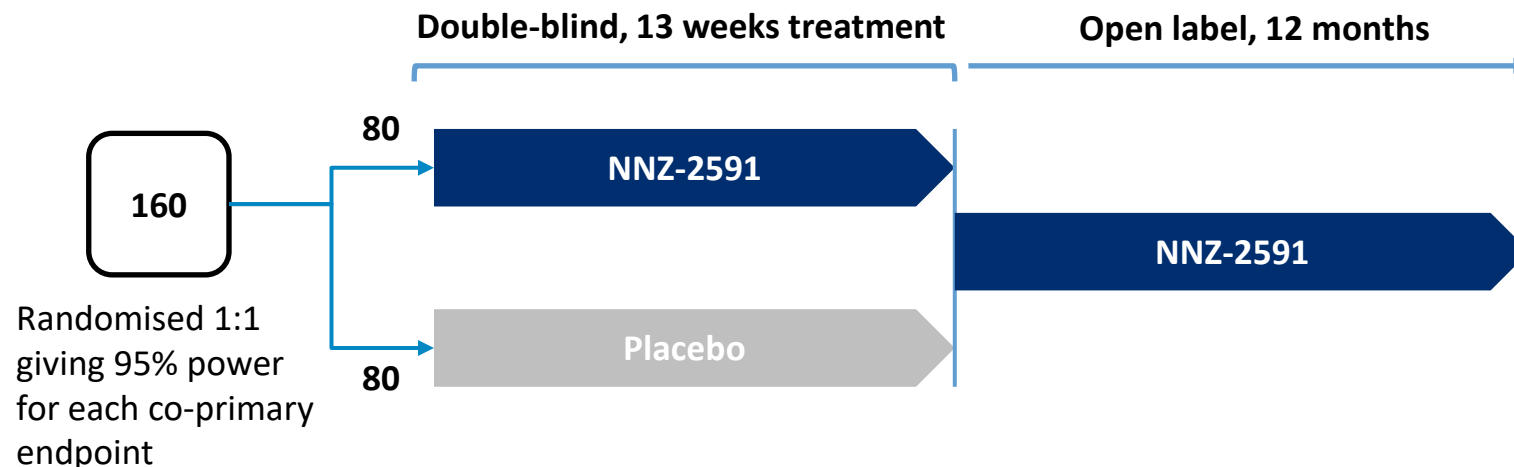 Double-blind, 13 weeks treatment
Open label, 12 months
80
NNZ-2591
160
NNZ-2591
Randomised 1:1
giving 95% power
for each co-primary
endpoint
Placebo
80